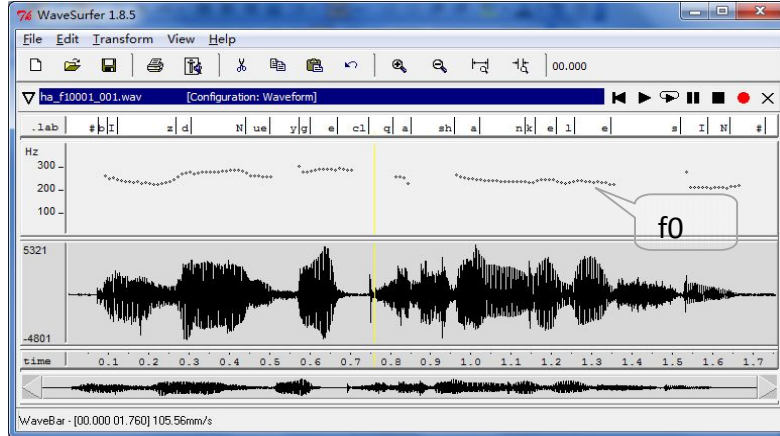 WaveSurfer 1.8.5
File Edit Transform View Help
00.000
ha_f10001_001.wav [Configuration: Waveform]
.lab # b I z d N ue y g e cl q a sh a n k e l e s I N #
Hz
300
200
100
f0
5321
-4801
time 0.1 0.2 0.3 0.4 0.5 0.6 0.7 0.8 0.9 1.0 1.1 1.2 1.3 1.4 1.5 1.6 1.7
WaveBar - [00.000 01.760] 105.56mm/s